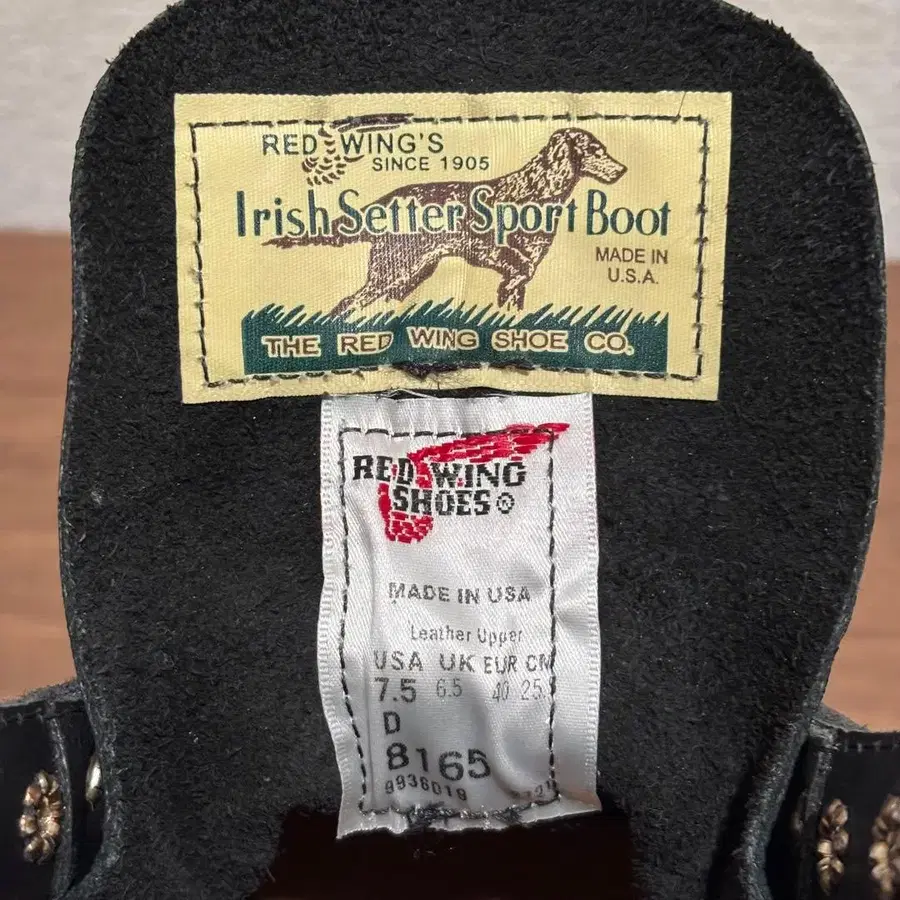 RED WING'S
SINCE 1905
Irish Setter Sport Boot
MADE IN
U.S.A.
THE RED WING SHOE CO.
RED WING
SHOES®
MADE IN USA
Leather Upper
USA UK EUR CM
7.5 6.5 40 25.
D
8165
9936019